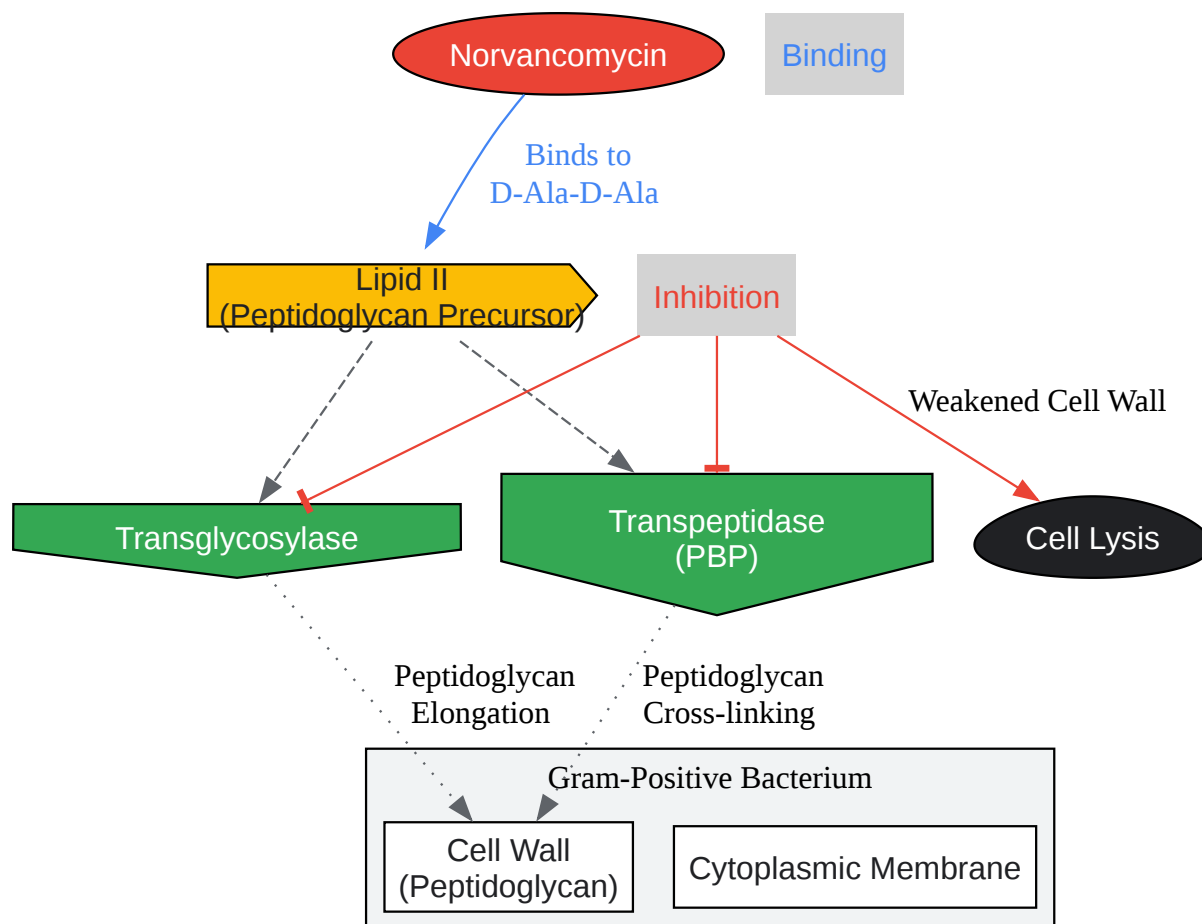 Norvancomycin
Binding
Binds to
D-Ala-D-Ala
Lipid II
(Peptidoglycan Precursor)
Inhibition
Weakened Cell Wall
Transglycosylase
Transpeptidase
(PBP)
Cell Lysis
Peptidoglycan
Elongation
Peptidoglycan
Cross-linking
Gram-Positive Bacterium
Cell Wall
(Peptidoglycan)
Cytoplasmic Membrane